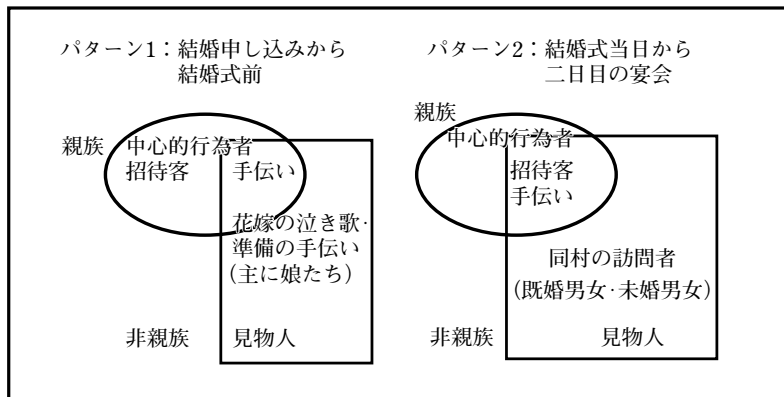 パターン1：結婚申し込みから
結婚式前
親族
中心的行為者
招待客
手伝い
花嫁の泣き歌・
準備の手伝い
（主に娘たち）
非親族
見物人
パターン2：結婚式当日から
二日目の宴会
親族
中心的行為者
招待客
手伝い
同村の訪問者
（既婚男女・未婚男女）
非親族
見物人